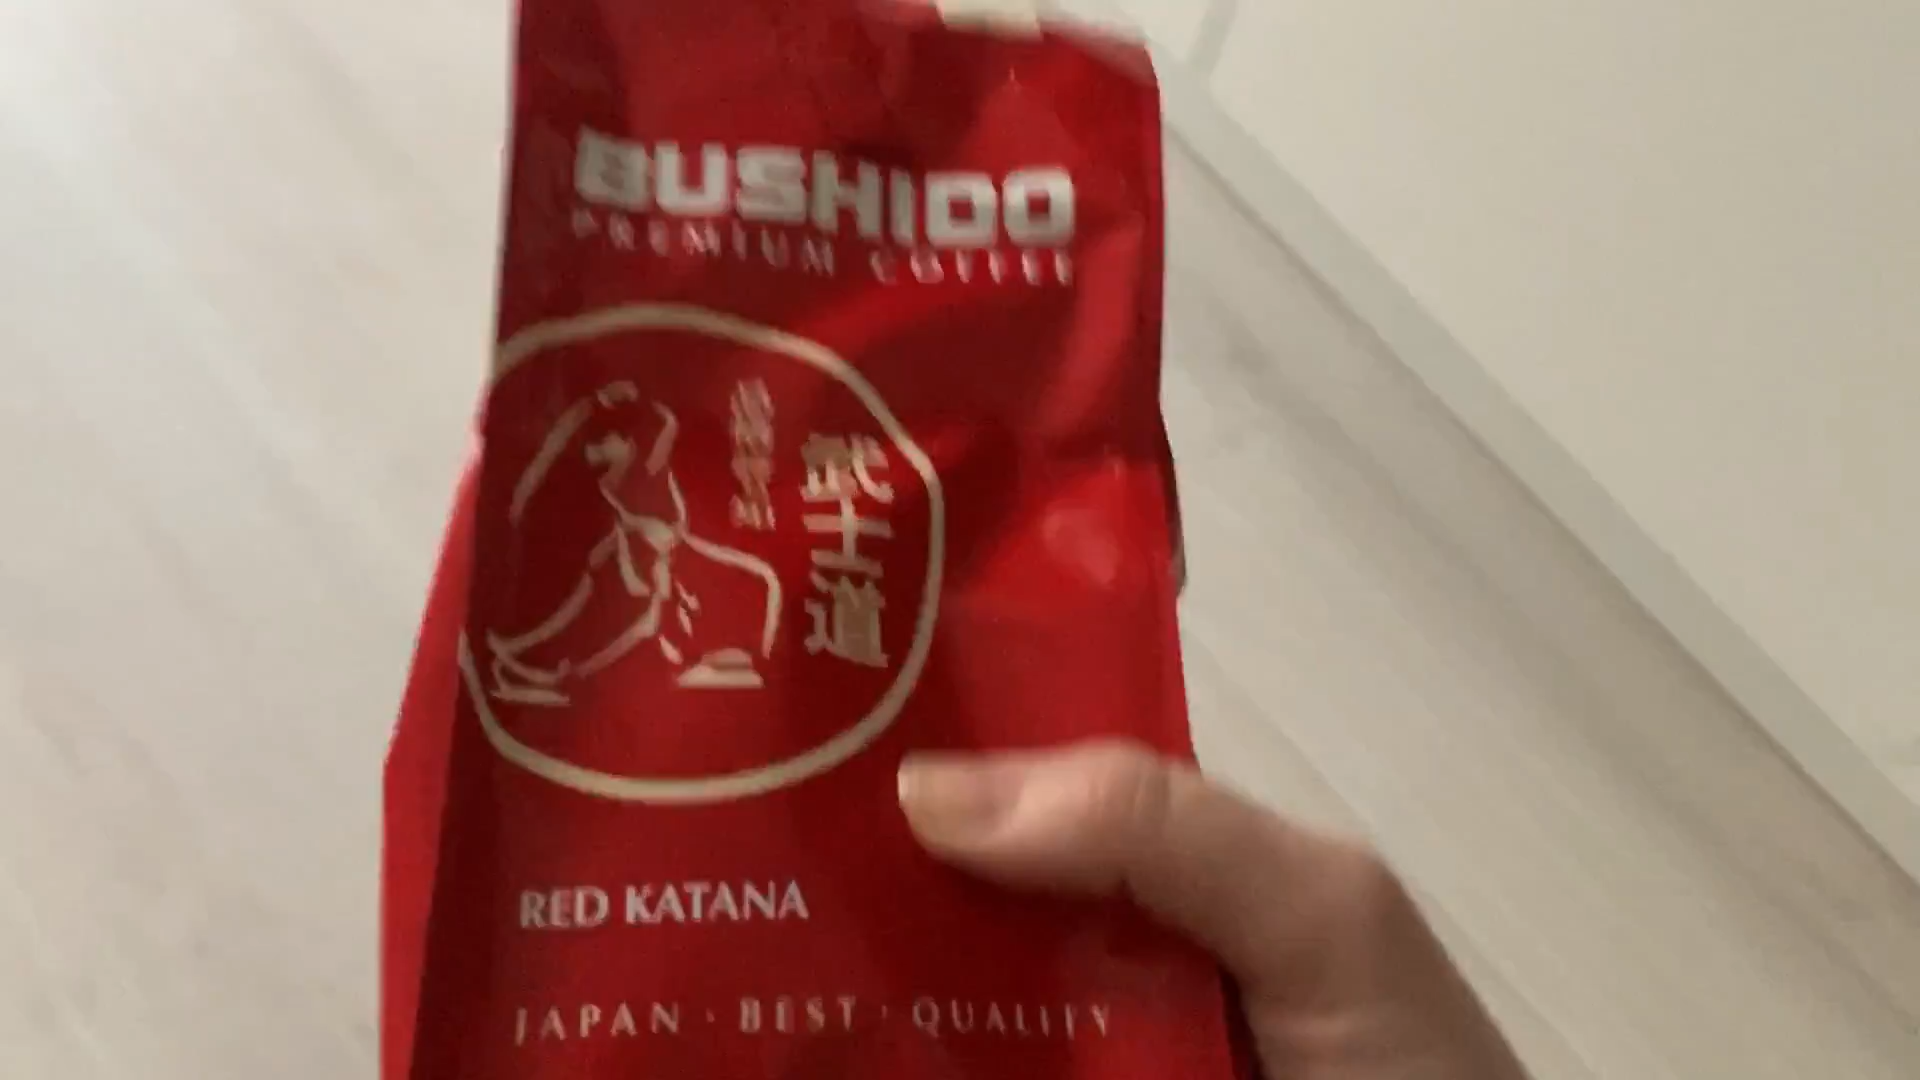 BUSHIDO
PREMIUM COFFEE
武士道
RED KATANA
JAPAN · BEST · QUALITY